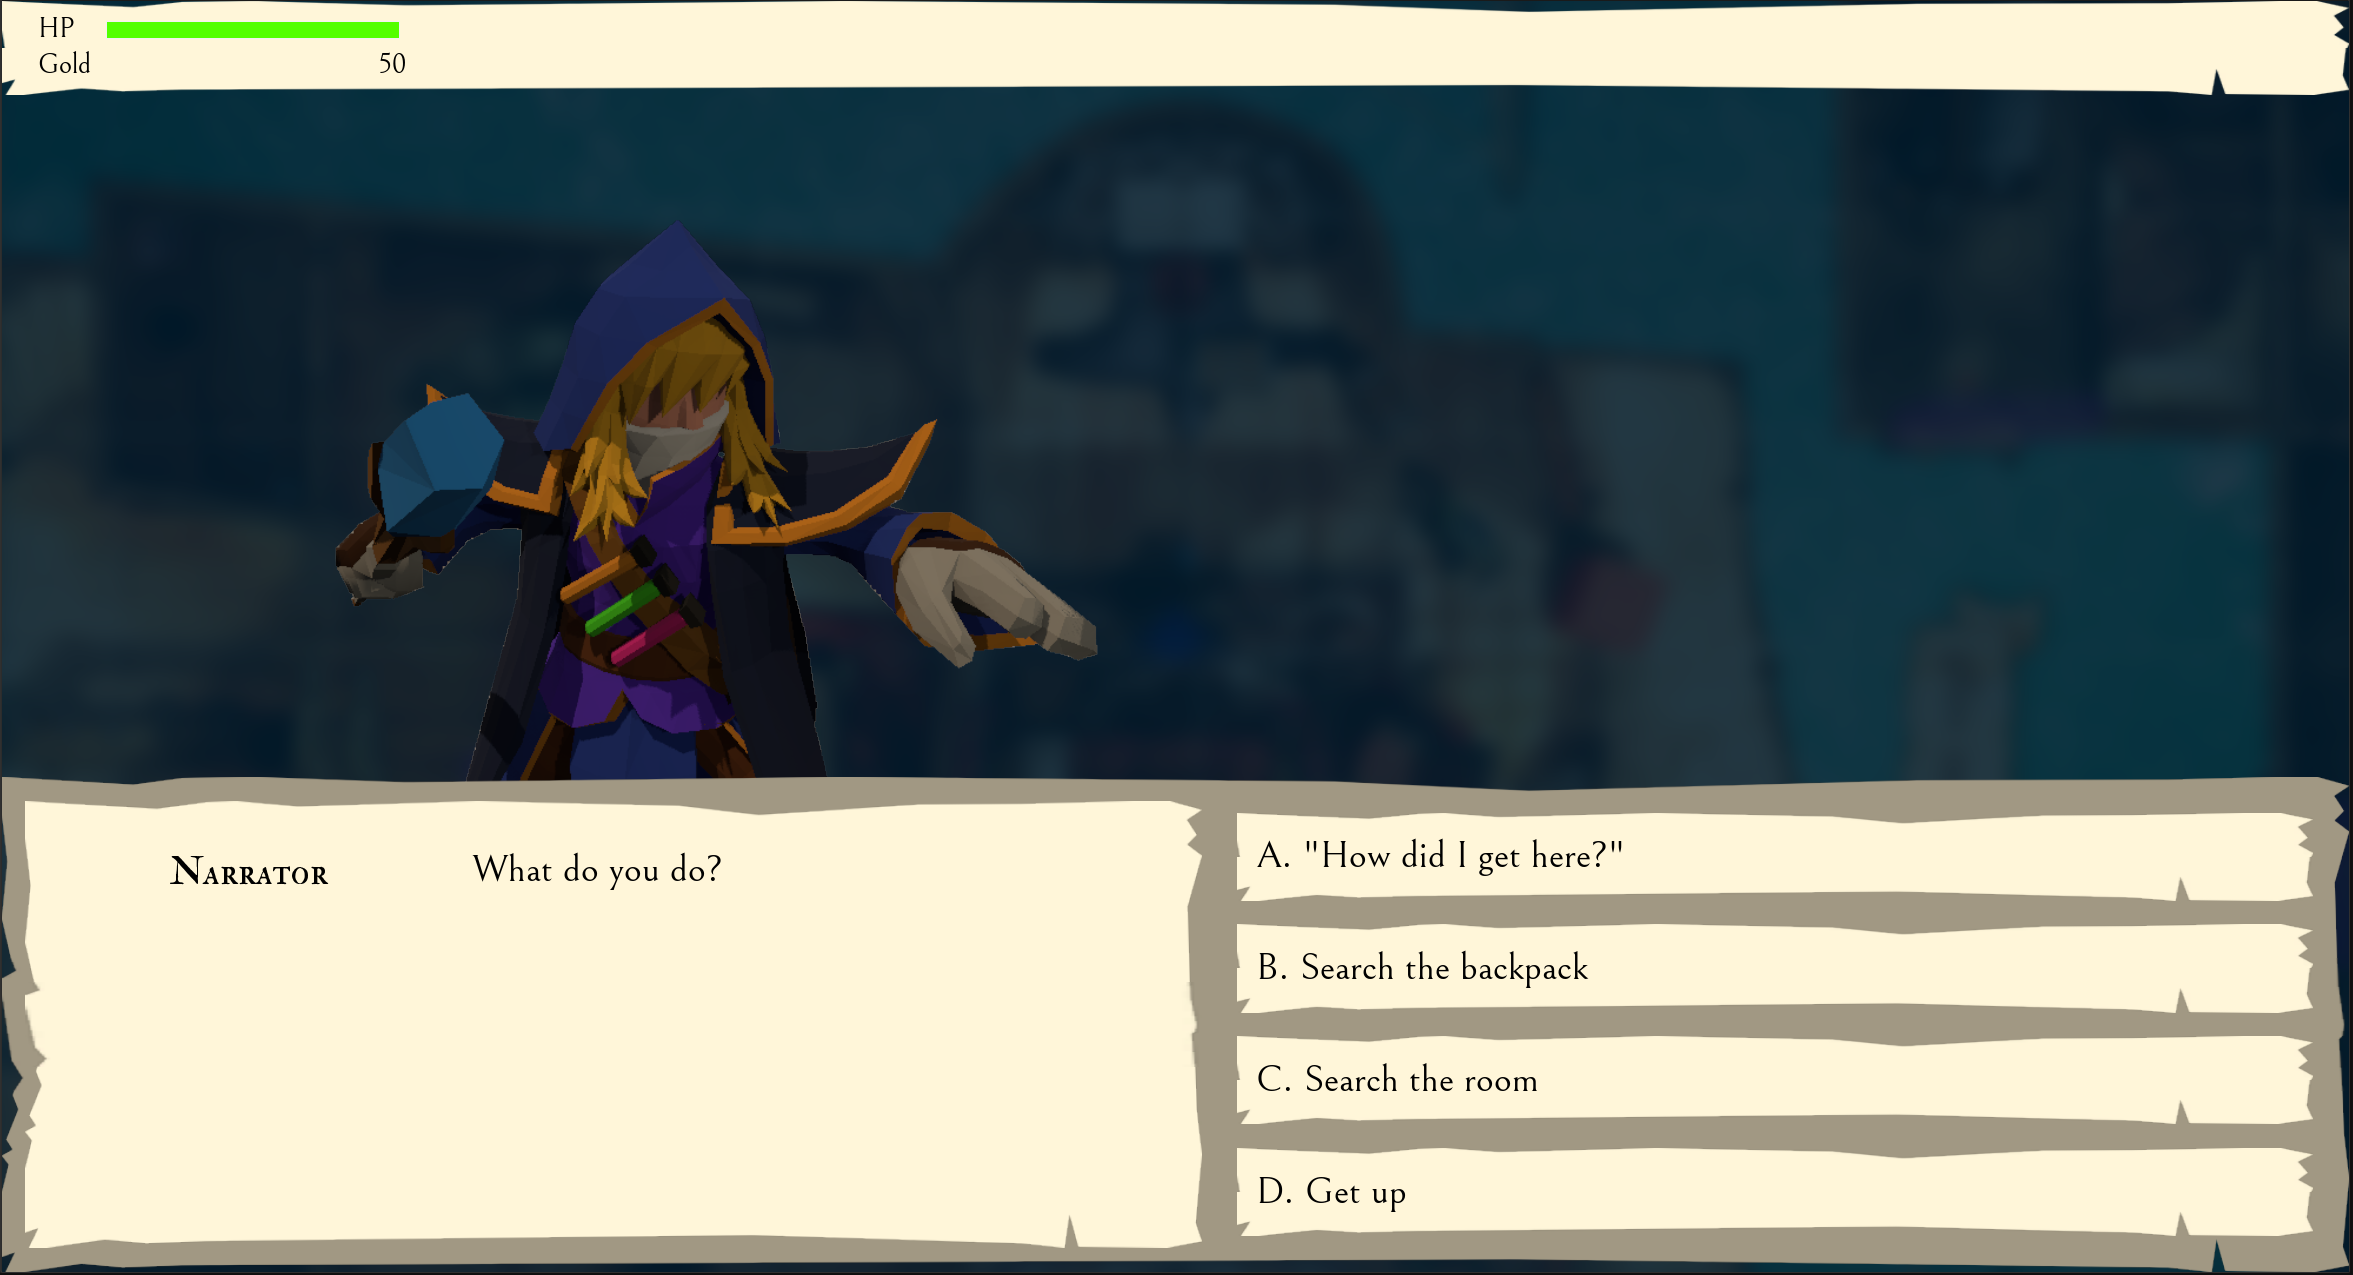 HP
Gold 50
Narrator What do you do?
A. "How did I get here?"
B. Search the backpack
C. Search the room
D. Get up